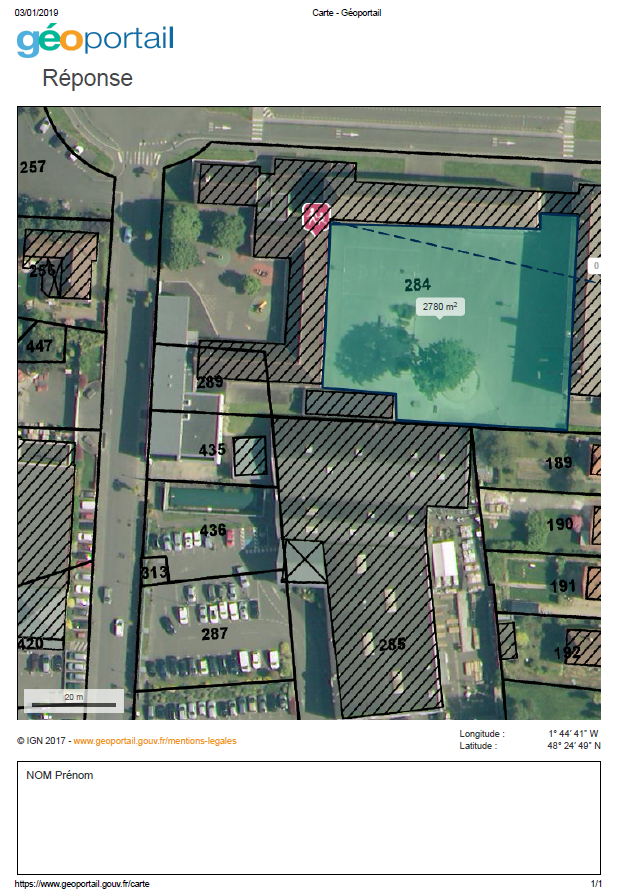 03/01/2019
Carte - Géoportail
géoportail
Réponse
257
256
284
2780 m²
0
447
289
435
189
436
190
313
191
287
285
192
420
20 m
© IGN 2017 - www.geoportail.gouv.fr/mentions-legales
Longitude : 1° 44′ 41″ W
Latitude : 48° 24′ 49″ N
NOM Prénom
https://www.geoportail.gouv.fr/carte
1/1